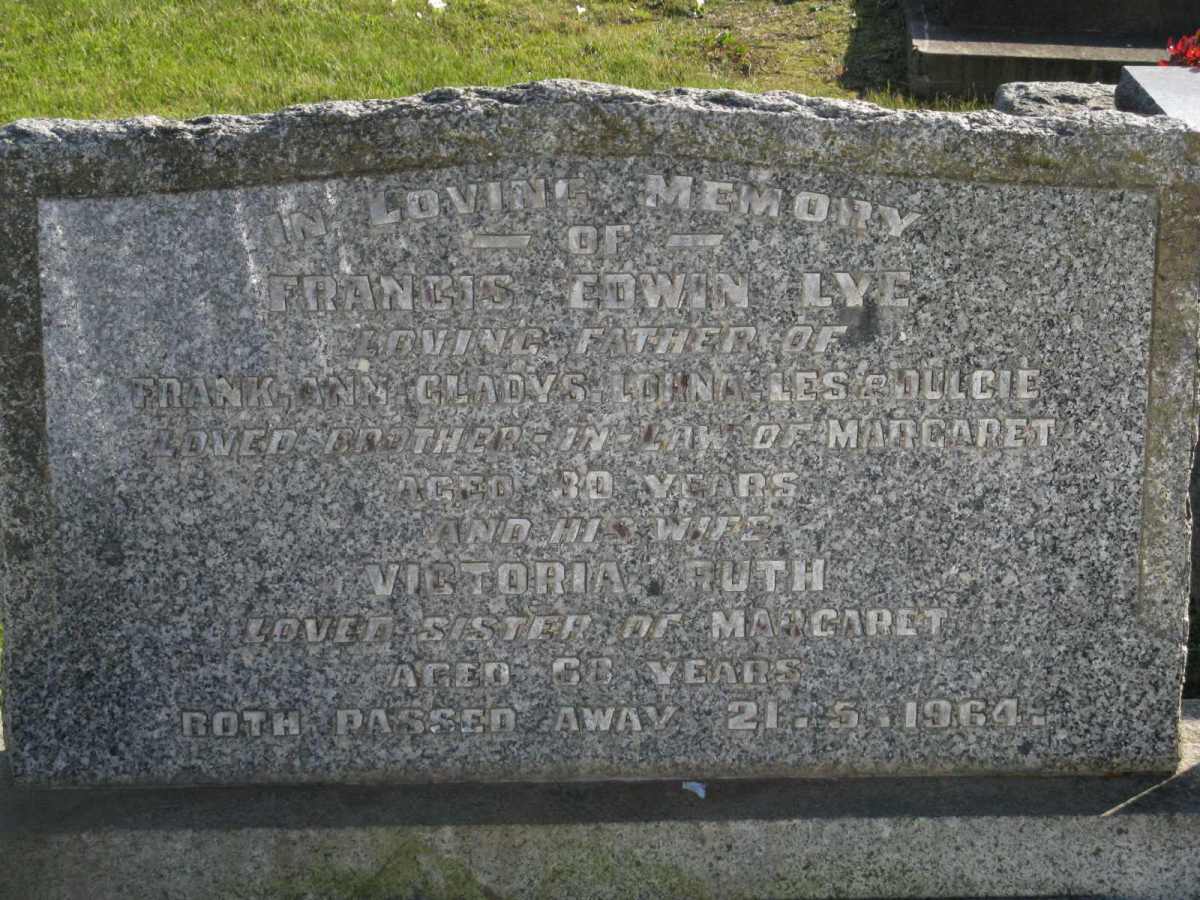 IN LOVING MEMORY
— OF —
FRANCIS EDWIN LYE
LOVING FATHER OF
FRANK, ANN, GLADYS, LORNA, LES & DULCIE
LOVED BROTHER-IN-LAW OF MARGARET
AGED 80 YEARS
AND HIS WIFE
VICTORIA RUTH
LOVED SISTER OF MARGARET
AGED 68 YEARS
BOTH PASSED AWAY 21.5.1964.